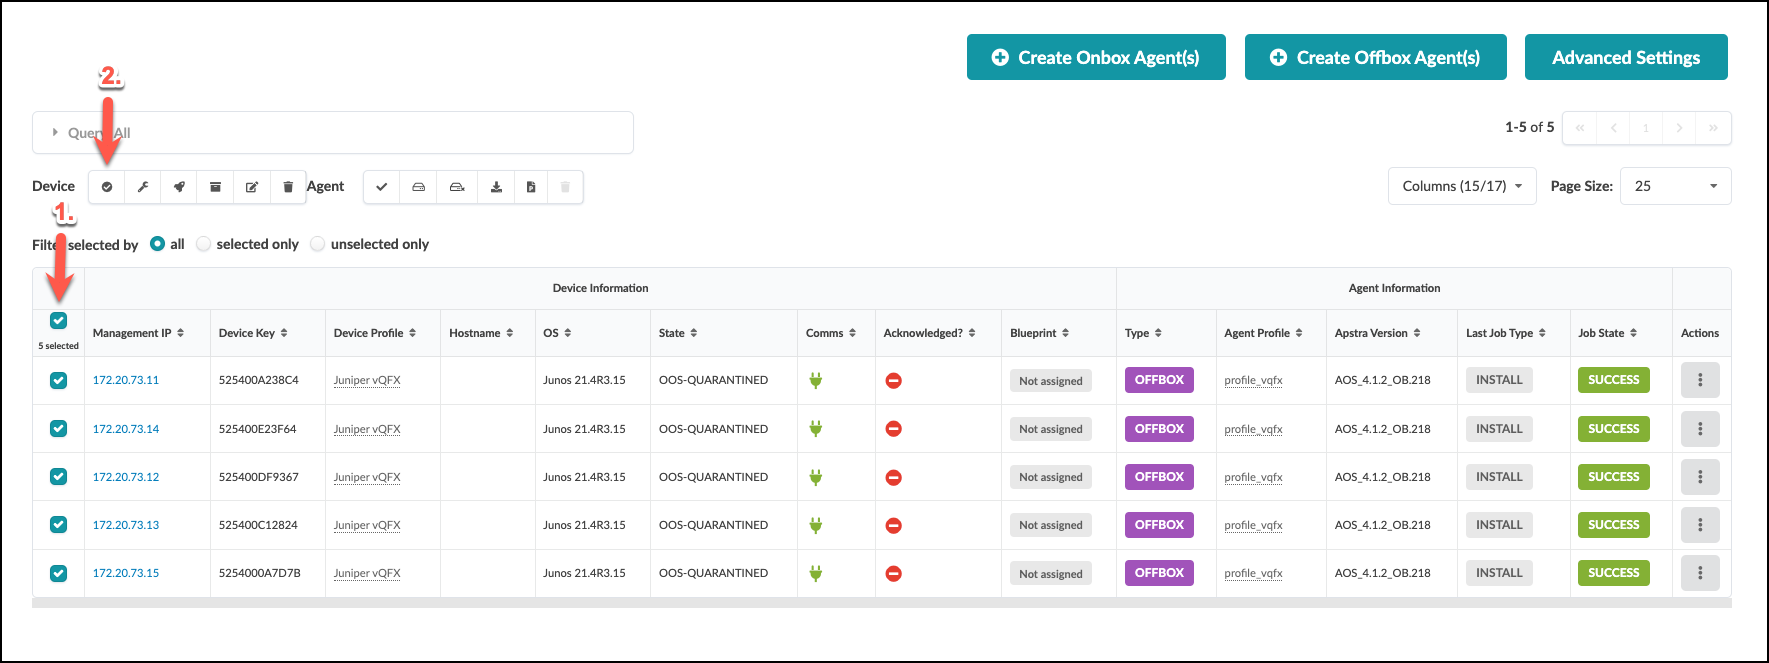 Create Onbox Agent(s) Create Offbox Agent(s) Advanced Settings
2.
Query: All
1-5 of 5 « < 1 > »
Device Agent Columns (15/17) Page Size: 25
1.
Filter selected by all selected only unselected only
Device Information Agent Information
Management IP Device Key Device Profile Hostname OS State Comms Acknowledged? Blueprint Type Agent Profile Apstra Version Last Job Type Job State Actions
5 selected
172.20.73.11 525400A238C4 Juniper vQFX Junos 21.4R3.15 OOS-QUARANTINED Not assigned OFFBOX profile_vqfx AOS_4.1.2_OB.218 INSTALL SUCCESS
172.20.73.14 525400E23F64 Juniper vQFX Junos 21.4R3.15 OOS-QUARANTINED Not assigned OFFBOX profile_vqfx AOS_4.1.2_OB.218 INSTALL SUCCESS
172.20.73.12 525400DF9367 Juniper vQFX Junos 21.4R3.15 OOS-QUARANTINED Not assigned OFFBOX profile_vqfx AOS_4.1.2_OB.218 INSTALL SUCCESS
172.20.73.13 525400C12824 Juniper vQFX Junos 21.4R3.15 OOS-QUARANTINED Not assigned OFFBOX profile_vqfx AOS_4.1.2_OB.218 INSTALL SUCCESS
172.20.73.15 5254000A7D7B Juniper vQFX Junos 21.4R3.15 OOS-QUARANTINED Not assigned OFFBOX profile_vqfx AOS_4.1.2_OB.218 INSTALL SUCCESS